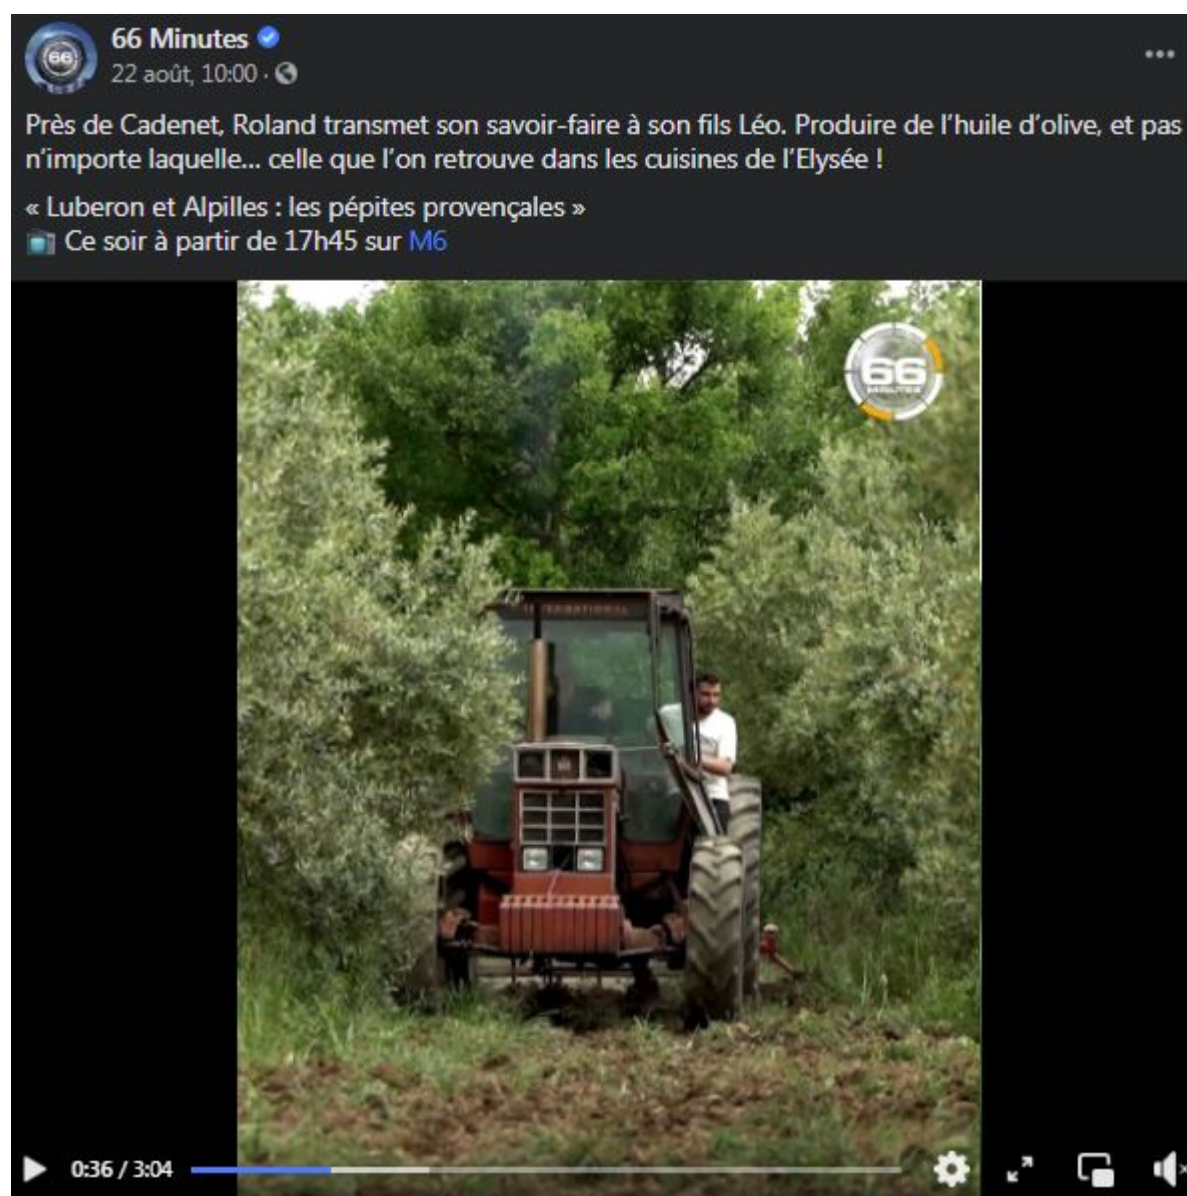 66 Minutes
22 août, 10:00 ·
Près de Cadenet, Roland transmet son savoir-faire à son fils Léo. Produire de l'huile d'olive, et pas
n'importe laquelle... celle que l'on retrouve dans les cuisines de l'Elysée !
« Luberon et Alpilles : les pépites provençales »
Ce soir à partir de 17h45 sur M6
66
MINUTES
INTERNATIONAL
0:36 / 3:04